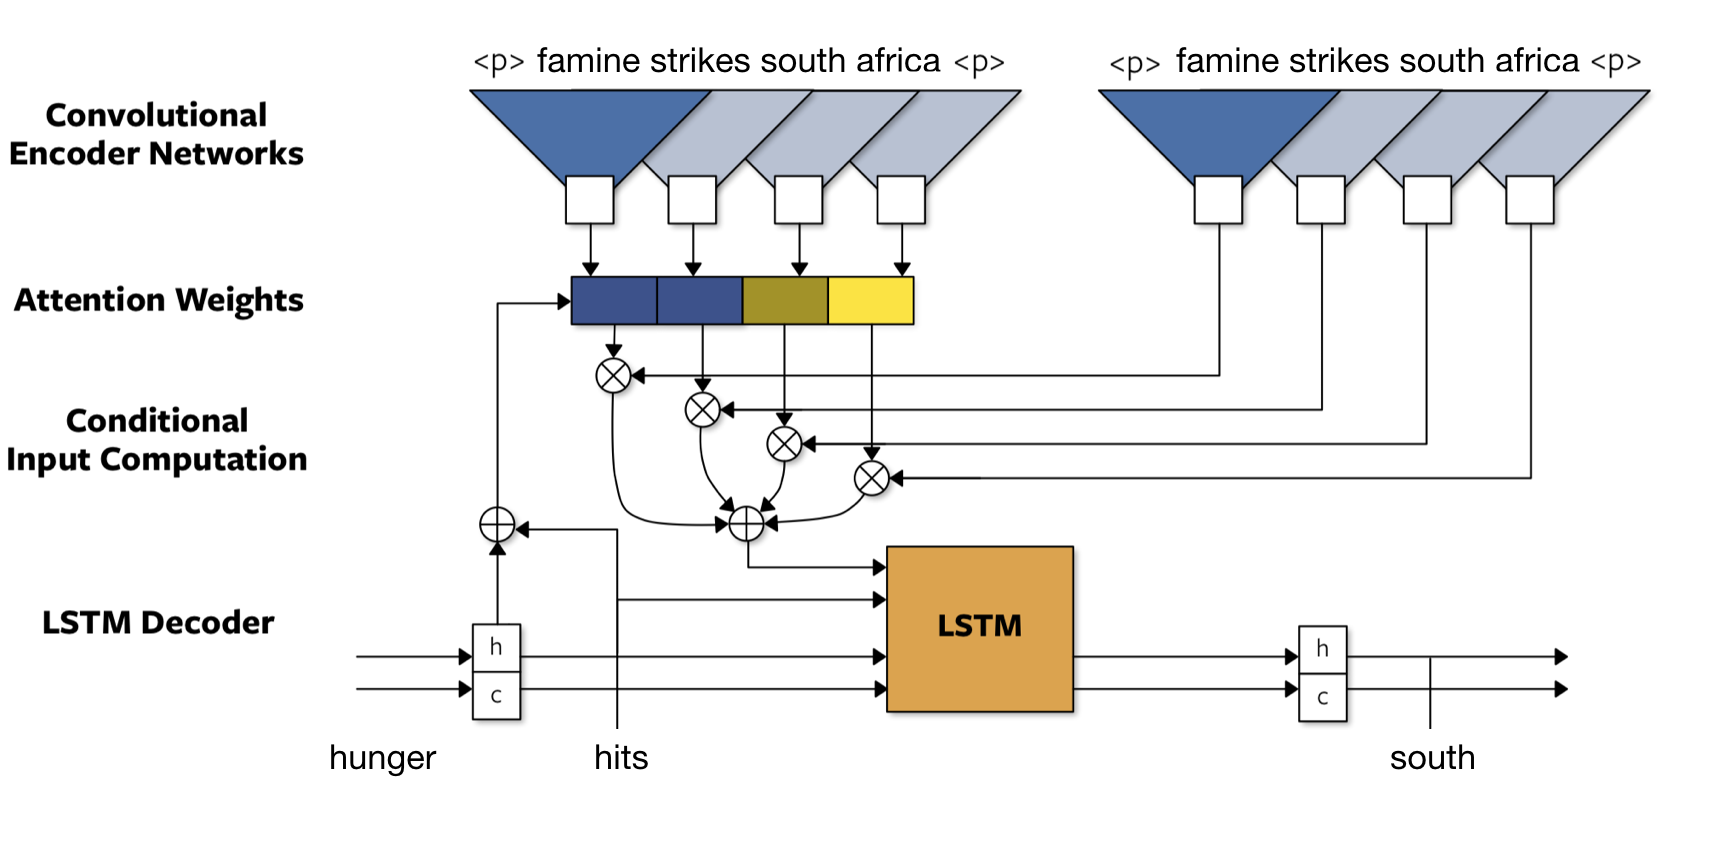 <p> famine strikes south africa <p>
<p> famine strikes south africa <p>
Convolutional
Encoder Networks
Attention Weights
Conditional
Input Computation
LSTM Decoder
h
c
LSTM
h
c
hunger
hits
south